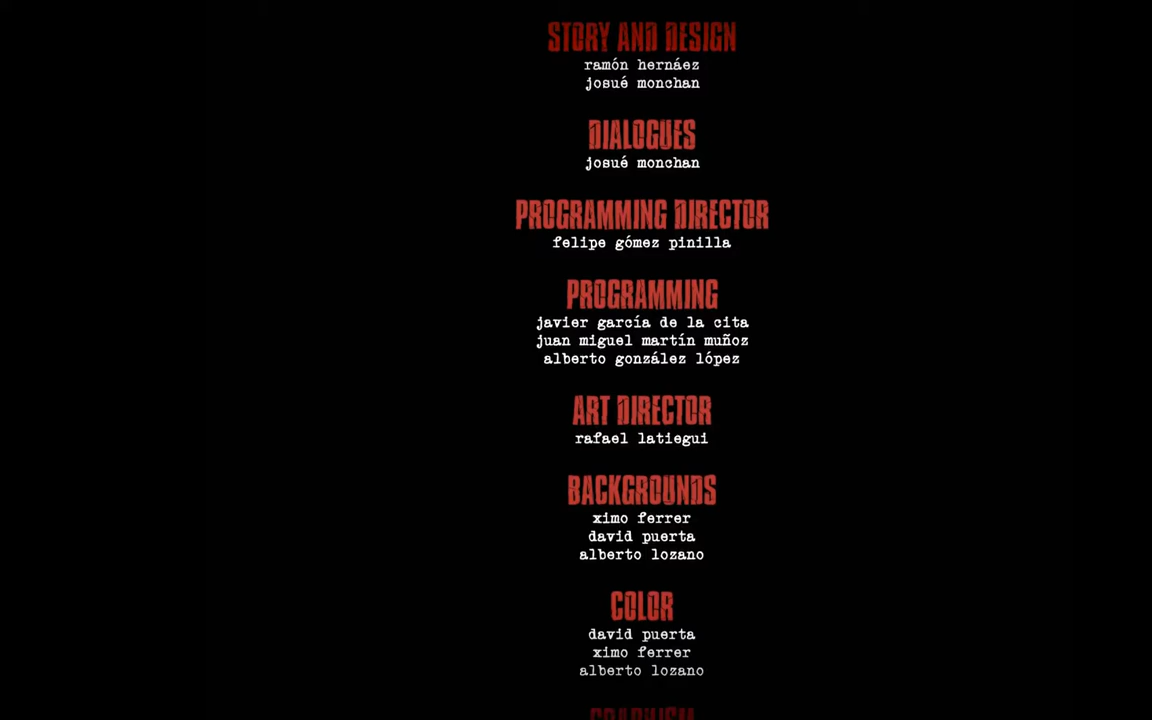 STORY AND DESIGN
ramón hernáez
josué monchan
DIALOGUES
josué monchan
PROGRAMMING DIRECTOR
felipe gómez pinilla
PROGRAMMING
javier garcía de la cita
juan miguel martín muñoz
alberto gonzález lópez
ART DIRECTOR
rafael latiegui
BACKGROUNDS
ximo ferrer
david puerta
alberto lozano
COLOR
david puerta
ximo ferrer
alberto lozano